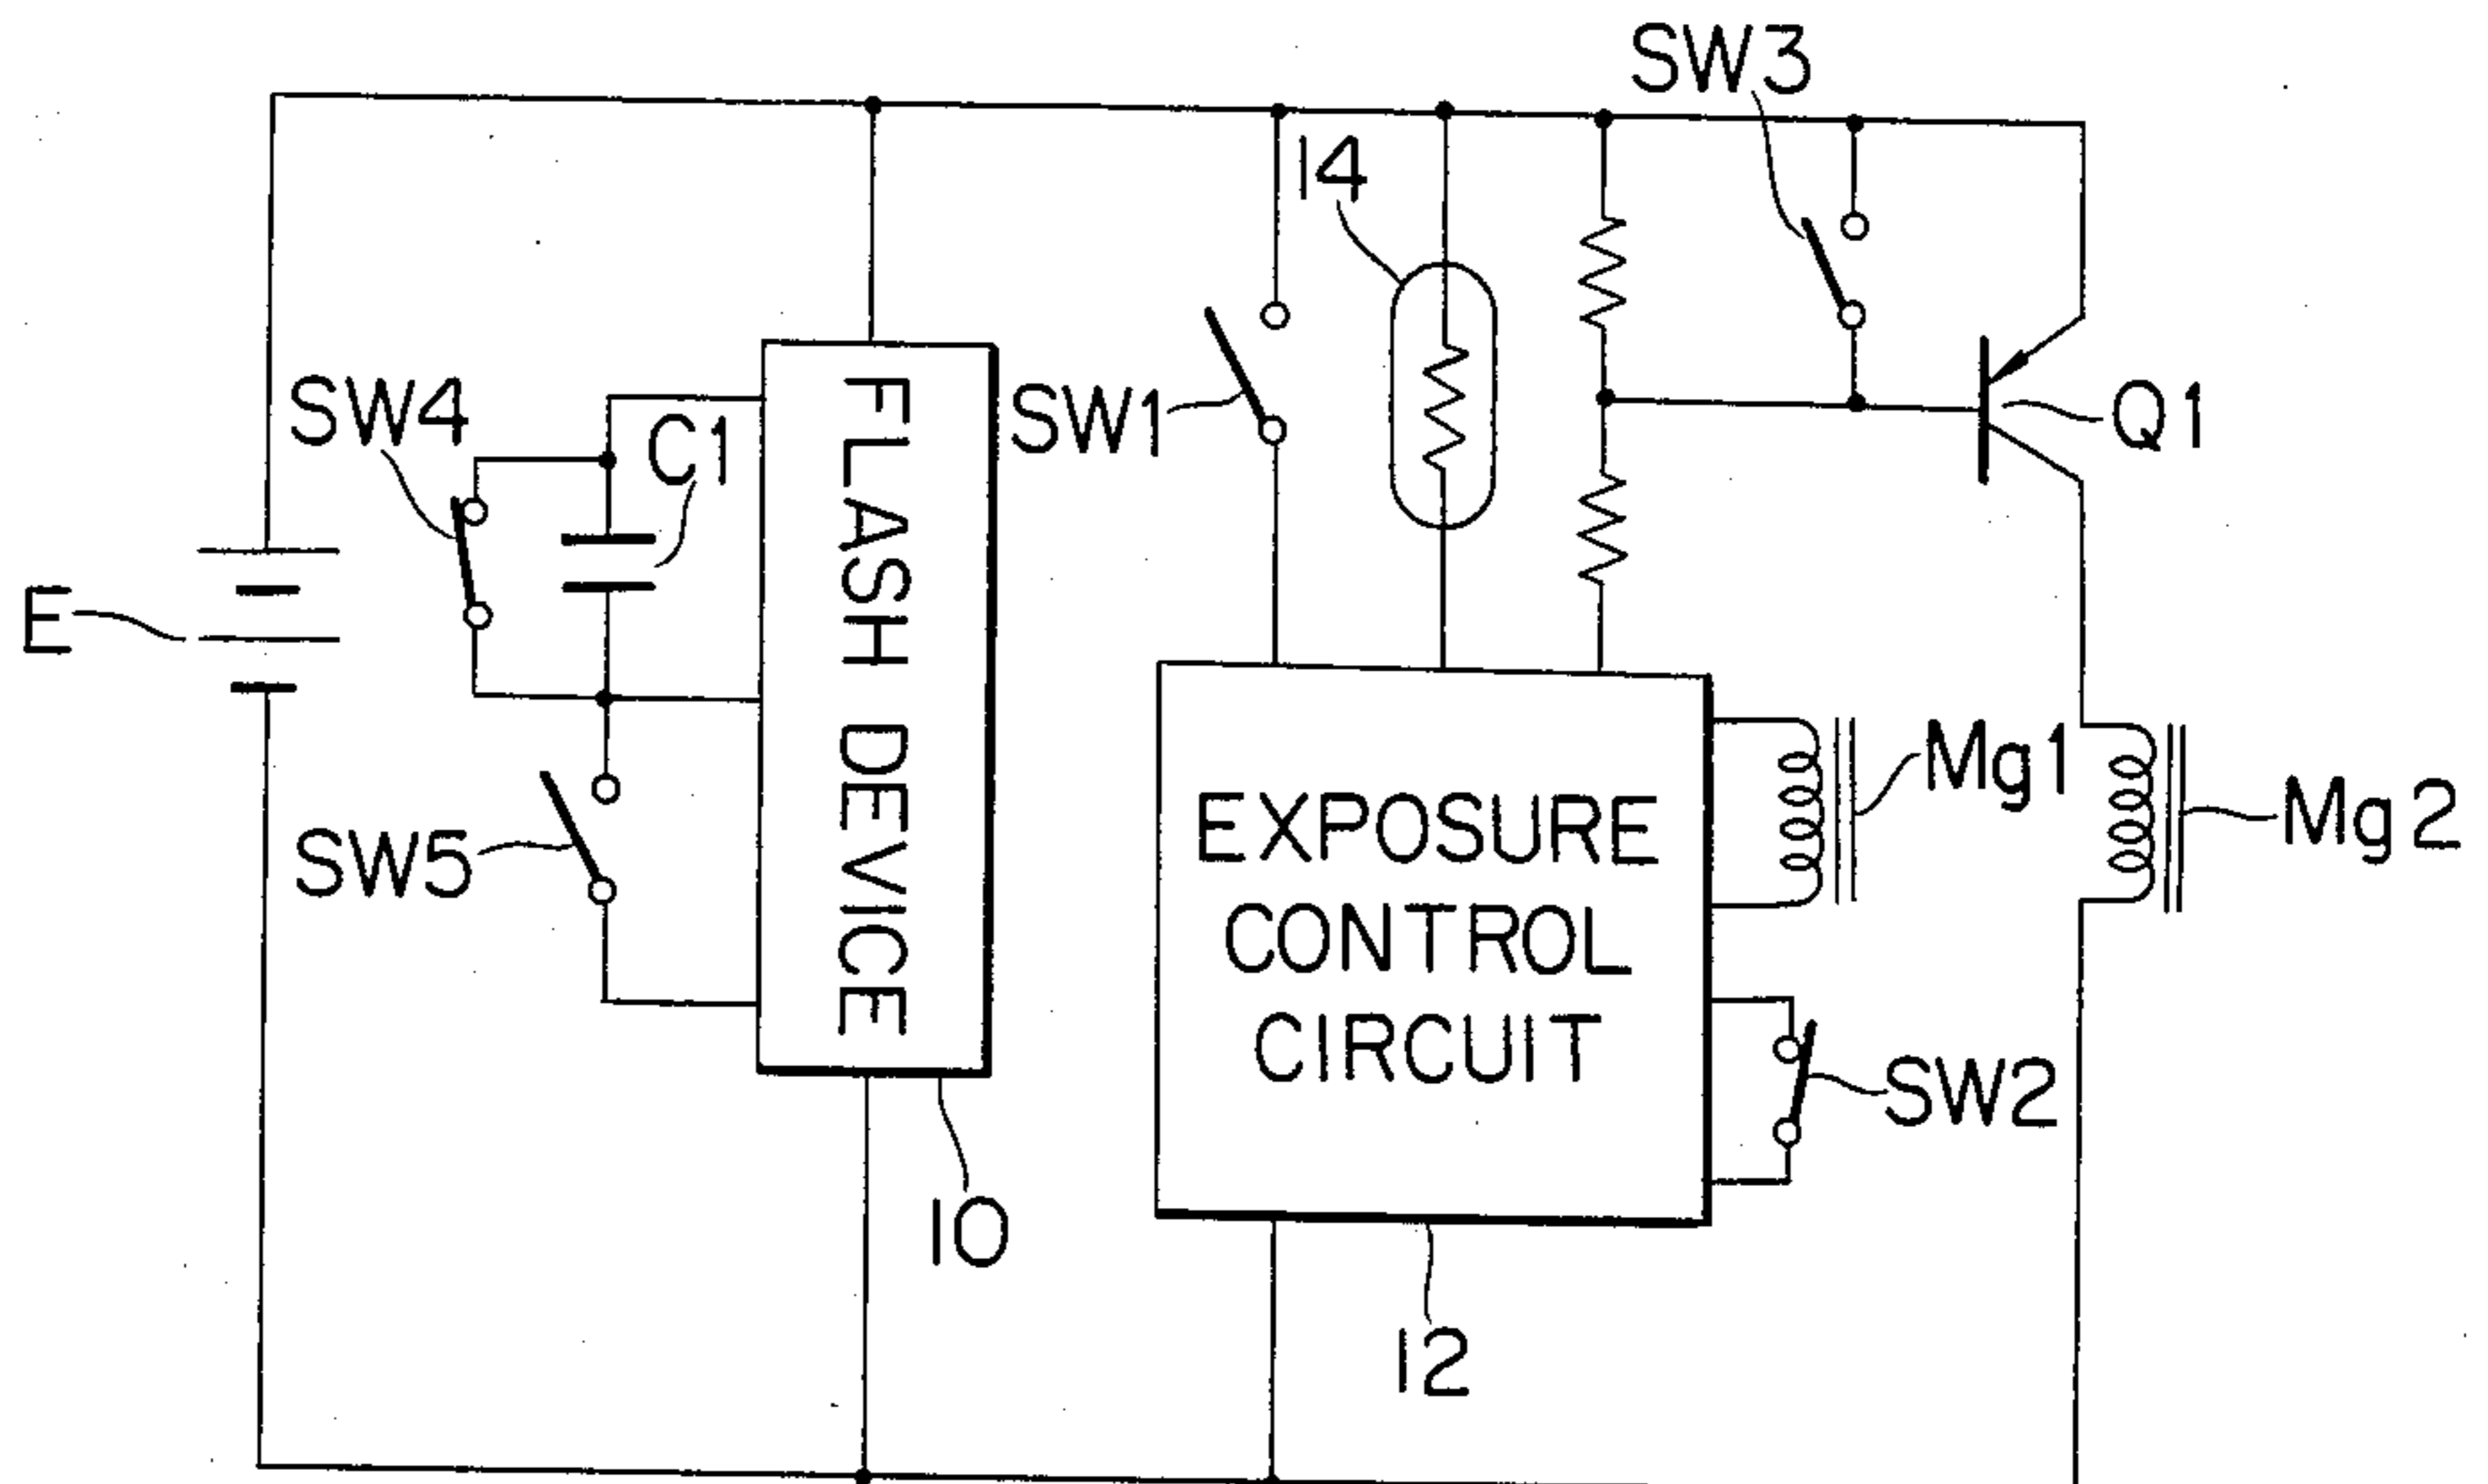 SW3
14
SW4
C1
SW1
Q1
E
FLASH DEVICE
Mg1
Mg2
SW5
EXPOSURE
CONTROL
CIRCUIT
SW2
10
12